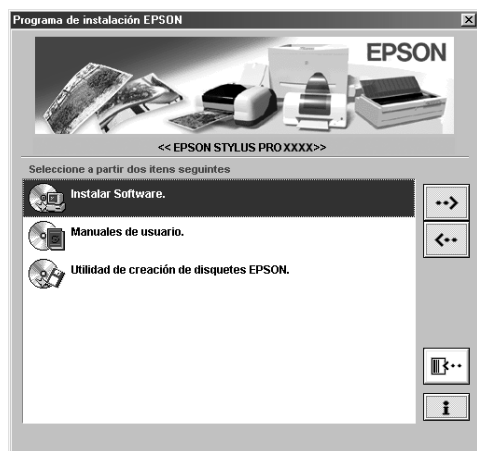 Programa de instalación EPSON
EPSON
<< EPSON STYLUS PRO XXXX>>
Seleccione a partir dos itens seguintes
Instalar Software.
Manuales de usuario.
Utilidad de creación de disquetes EPSON.